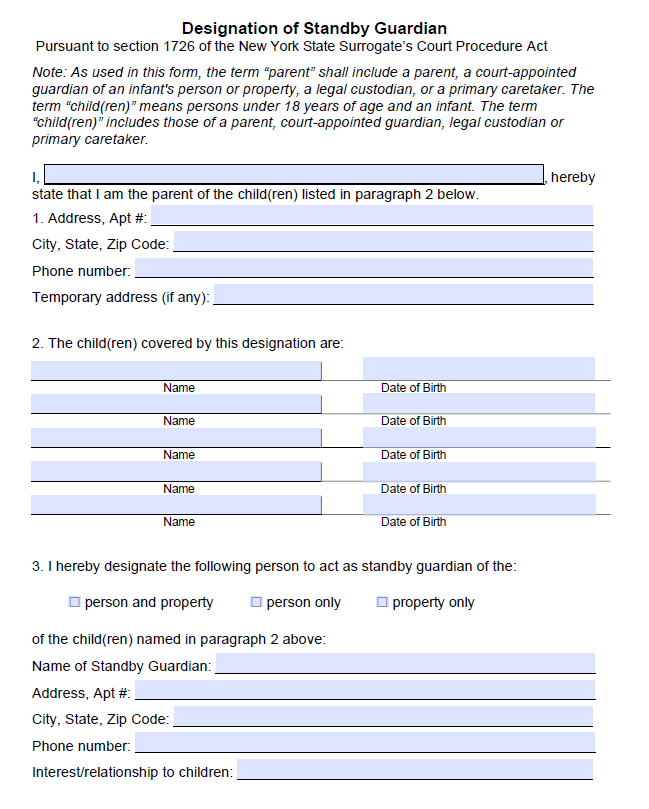 Designation of Standby Guardian
Pursuant to section 1726 of the New York State Surrogate's Court Procedure Act
Note: As used in this form, the term "parent" shall include a parent, a court-appointed
guardian of an infant's person or property, a legal custodian, or a primary caretaker. The
term "child(ren)" means persons under 18 years of age and an infant. The term
"child(ren)" includes those of a parent, court-appointed guardian, legal custodian or
primary caretaker.
I, , hereby
state that I am the parent of the child(ren) listed in paragraph 2 below.
1. Address, Apt #:
City, State, Zip Code:
Phone number:
Temporary address (if any):
2. The child(ren) covered by this designation are:
Name Date of Birth
Name Date of Birth
Name Date of Birth
Name Date of Birth
Name Date of Birth
3. I hereby designate the following person to act as standby guardian of the:
person and property person only property only
of the child(ren) named in paragraph 2 above:
Name of Standby Guardian:
Address, Apt #:
City, State, Zip Code:
Phone number:
Interest/relationship to children: